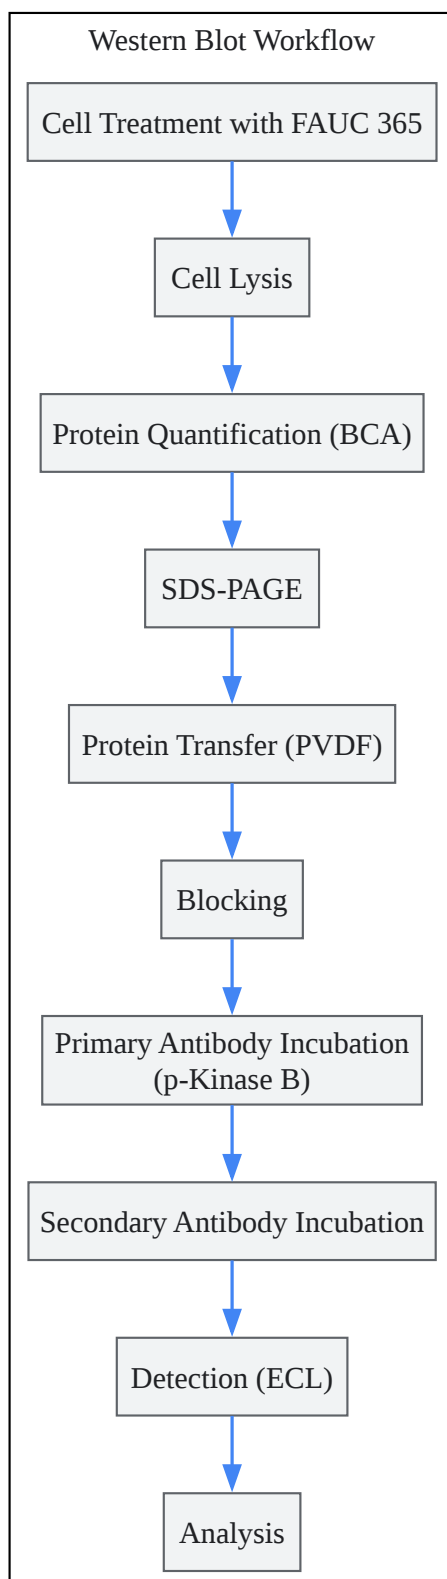 Western Blot Workflow
Cell Treatment with FAUC 365
Cell Lysis
Protein Quantification (BCA)
SDS-PAGE
Protein Transfer (PVDF)
Blocking
Primary Antibody Incubation
(p-Kinase B)
Secondary Antibody Incubation
Detection (ECL)
Analysis